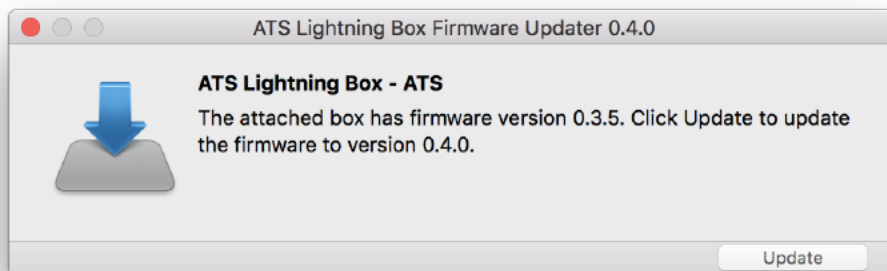 ATS Lightning Box Firmware Updater 0.4.0
ATS Lightning Box - ATS
The attached box has firmware version 0.3.5. Click Update to update
the firmware to version 0.4.0.
Update